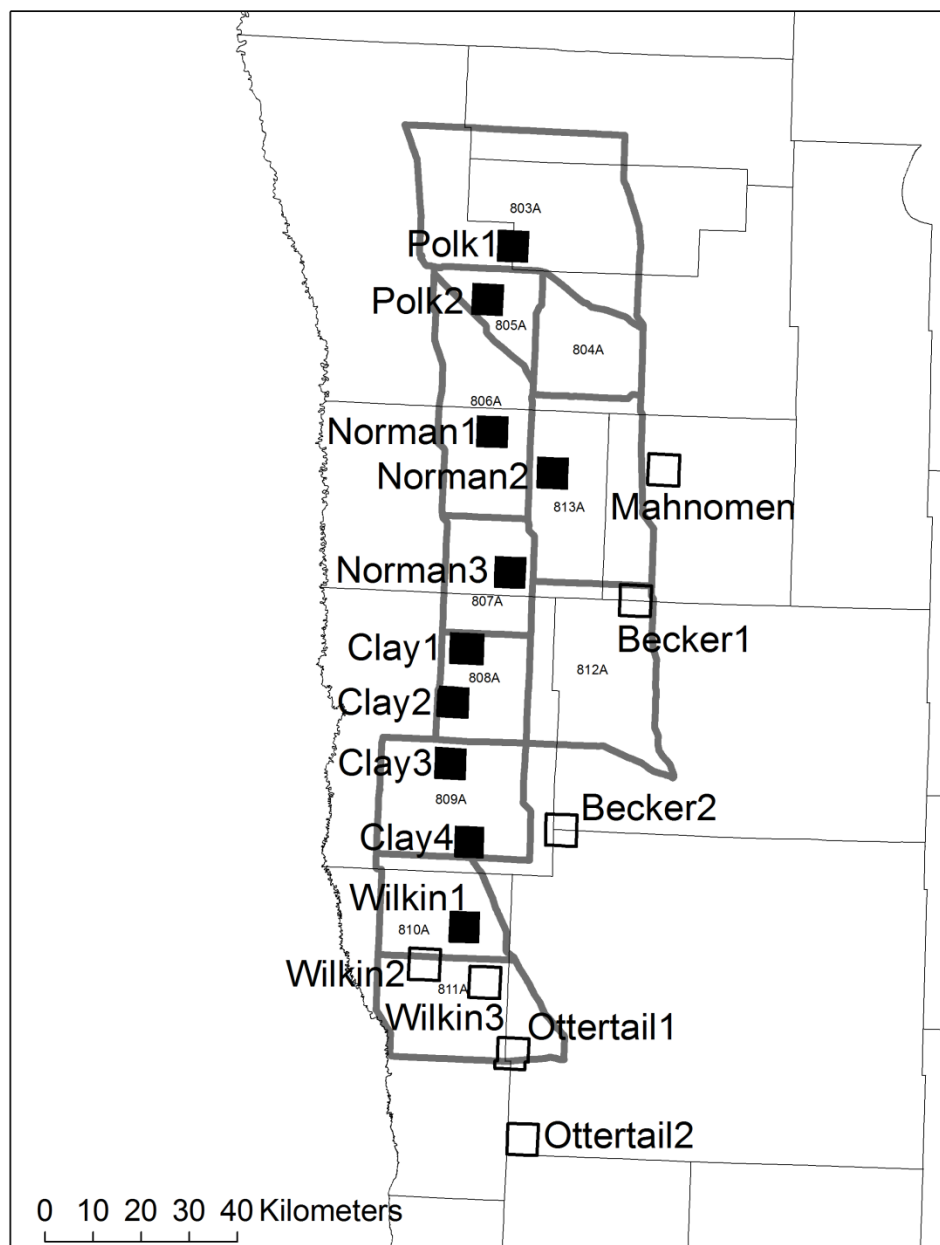 803A
Polk1
Polk2
805A
804A
806A
Norman1
Norman2
Mahnomen
813A
Norman3
807A
Becker1
Clay1
808A
812A
Clay2
Clay3
809A
Becker2
Clay4
Wilkin1
810A
Wilkin2
811A
Wilkin3
Ottertail1
Ottertail2
0 10 20 30 40 Kilometers